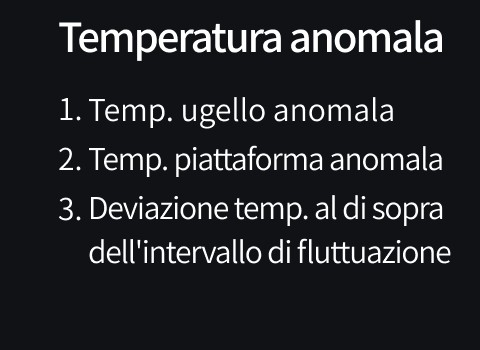 Temperatura anomala
1. Temp. ugello anomala
2. Temp. piattaforma anomala
3. Deviazione temp. al di sopra
dell'intervallo di fluttuazione